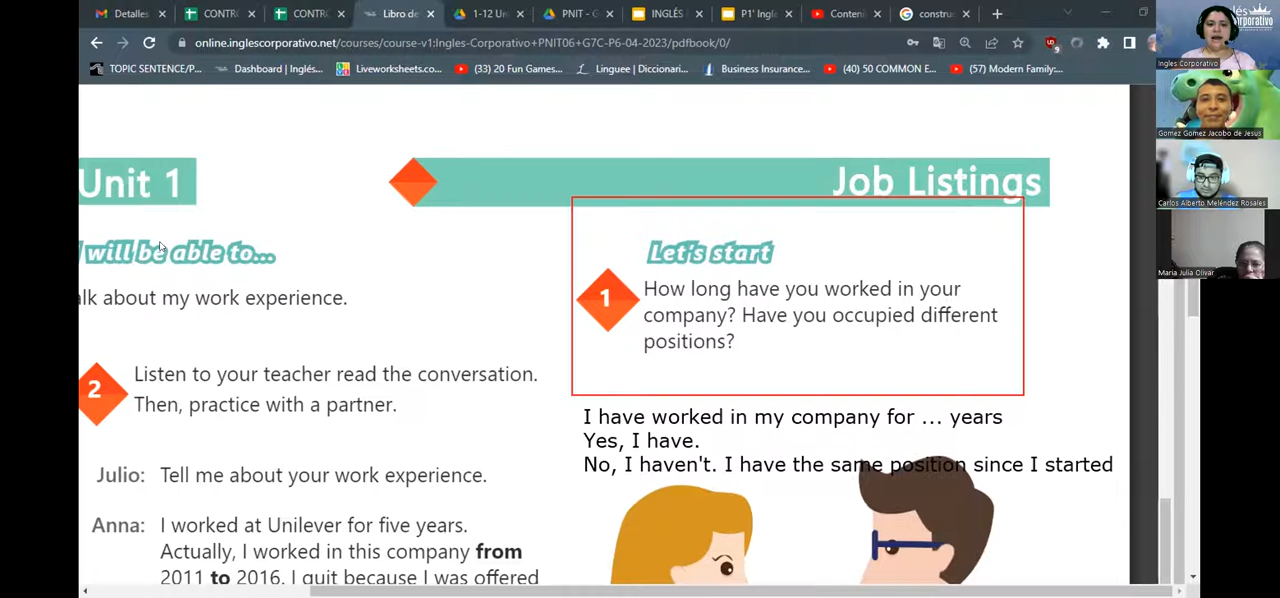 Detalles
CONTRC
CONTRC
Libro de
1-12 Un
PNIT - G
INGLÉS
P1' Ingle
Conteni
constru
online.inglescorporativo.net/courses/course-v1:Ingles-Corporativo+PNIT06+G7C-P6-04-2023/pdfbook/0/
9
TOPIC SENTENCE/P...
Dashboard | Inglés...
Liveworksheets.co...
(33) 20 Fun Games...
Linguee | Diccionari...
Business Insurance...
(40) 50 COMMON E...
(57) Modern Family:...
Unit 1
Job Listings
I will be able to...
alk about my work experience.
Let's start
1
How long have you worked in your
company? Have you occupied different
positions?
2
Listen to your teacher read the conversation.
Then, practice with a partner.
I have worked in my company for ... years
Yes, I have.
No, I haven't. I have the same position since I started
Julio: Tell me about your work experience.
Anna: I worked at Unilever for five years.
Actually, I worked in this company from
2011 to 2016. I quit because I was offered
Inglés
Corporativo
Ingles Corporativo
Gomez Gomez Jacobo de Jesus
Carlos Alberto Meléndez Rosales
Maria Julia Olivar